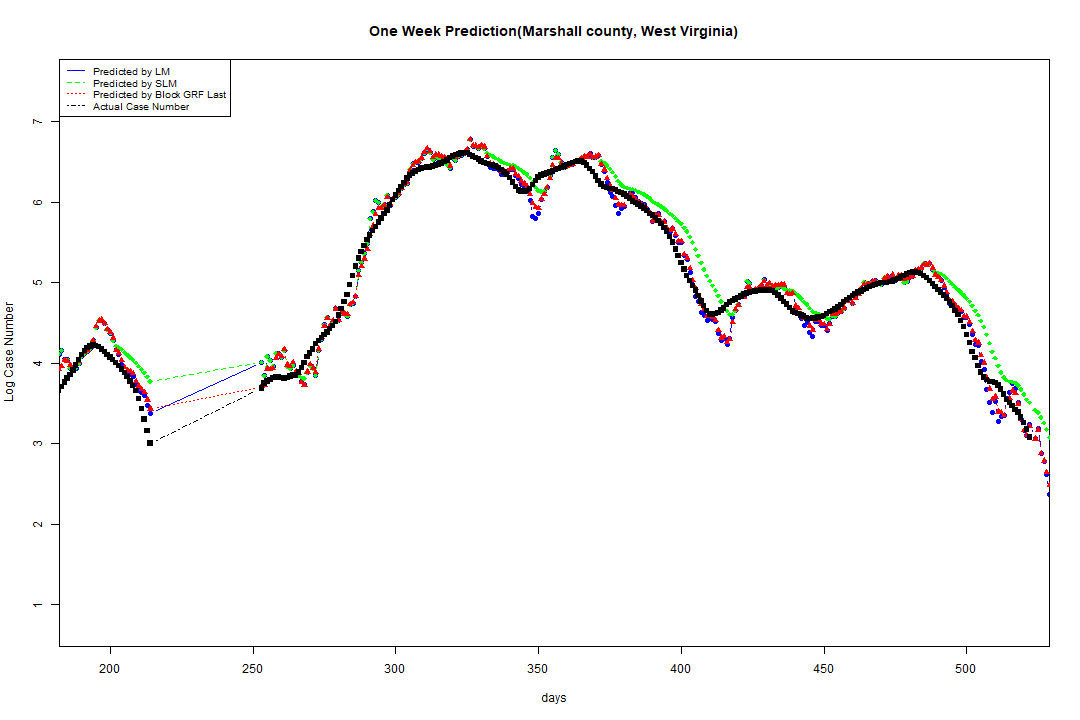 One Week Prediction(Marshall county, West Virginia)
Predicted by LM
Predicted by SLM
Predicted by Block GRF Last
Actual Case Number
Log Case Number
7
6
5
4
3
2
1
200 250 300 350 400 450 500
days